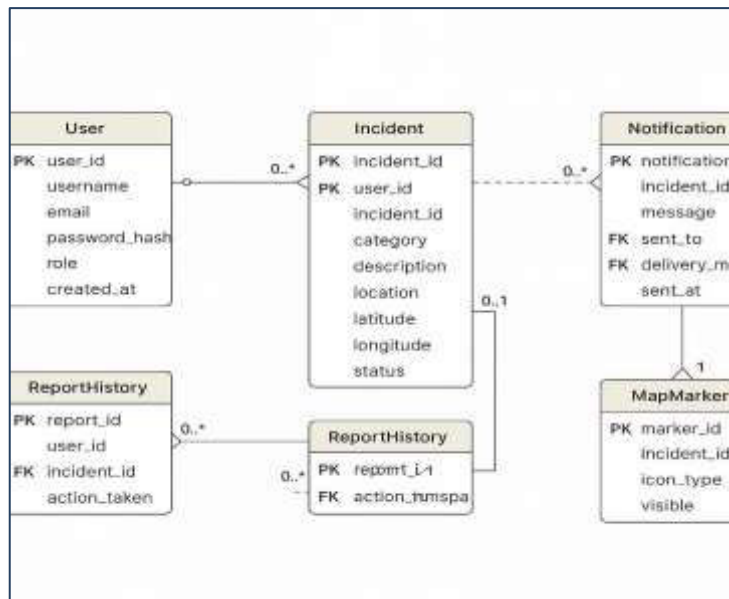 User
PK user_id
username
email
password_hash
role
created_at
0..*
Incident
PK incident_id
PK user_id
incident_id
category
description
location
latitude
longitude
status
0..*
Notification
PK notification
incident_id
message
FK sent_to
FK delivery_m
sent_at
0..1
1
ReportHistory
PK report_id
user_id
FK incident_id
action_taken
0..*
0..*
ReportHistory
PK
FK
MapMarker
PK marker_id
incident_id
icon_type
visible